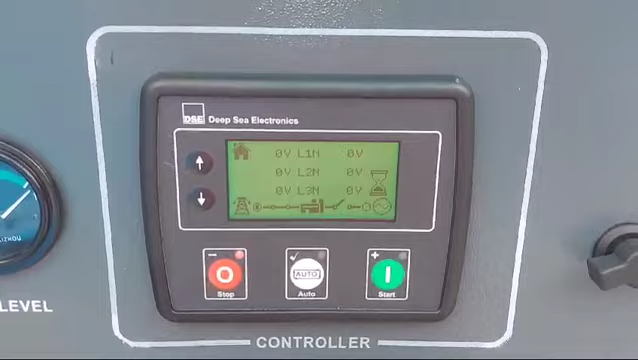 DSE Deep Sea Electronics
0V L1N 0V
0V L2N 0V
0V L3N 0V
Stop
AUTO
Auto
Start
LEVEL
CONTROLLER